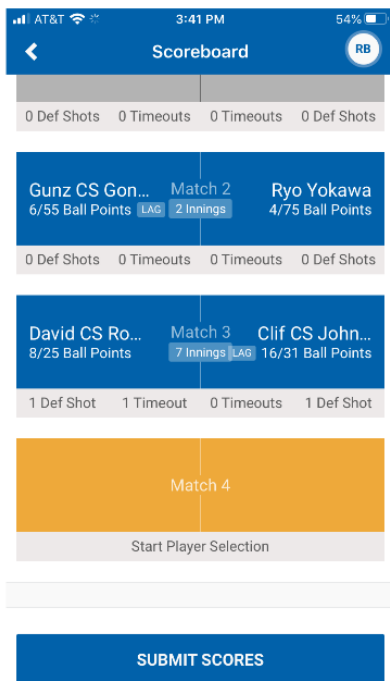 AT&T 3:41 PM 54%
Scoreboard RB
0 Def Shots 0 Timeouts 0 Timeouts 0 Def Shots
Gunz CS Gon... Match 2 Ryo Yokawa
6/55 Ball Points LAG 2 Innings 4/75 Ball Points
0 Def Shots 0 Timeouts 0 Timeouts 0 Def Shots
David CS Ro... Match 3 Clif CS John...
8/25 Ball Points 7 Innings LAG 16/31 Ball Points
1 Def Shot 1 Timeout 0 Timeouts 1 Def Shot
Match 4
Start Player Selection
SUBMIT SCORES